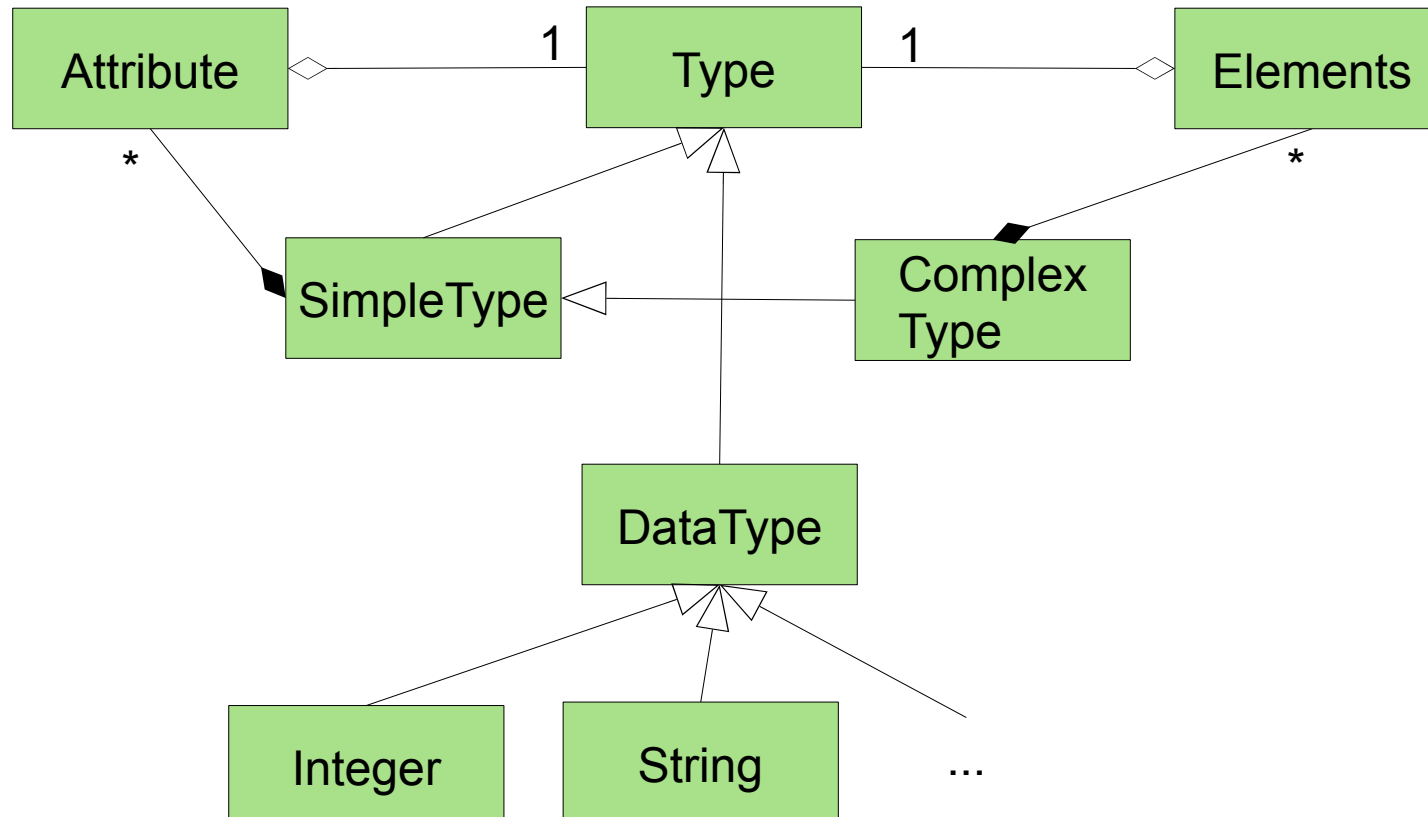 Attribute
1
Type
1
Elements
*
*
SimpleType
Complex
Type
DataType
Integer
String
...